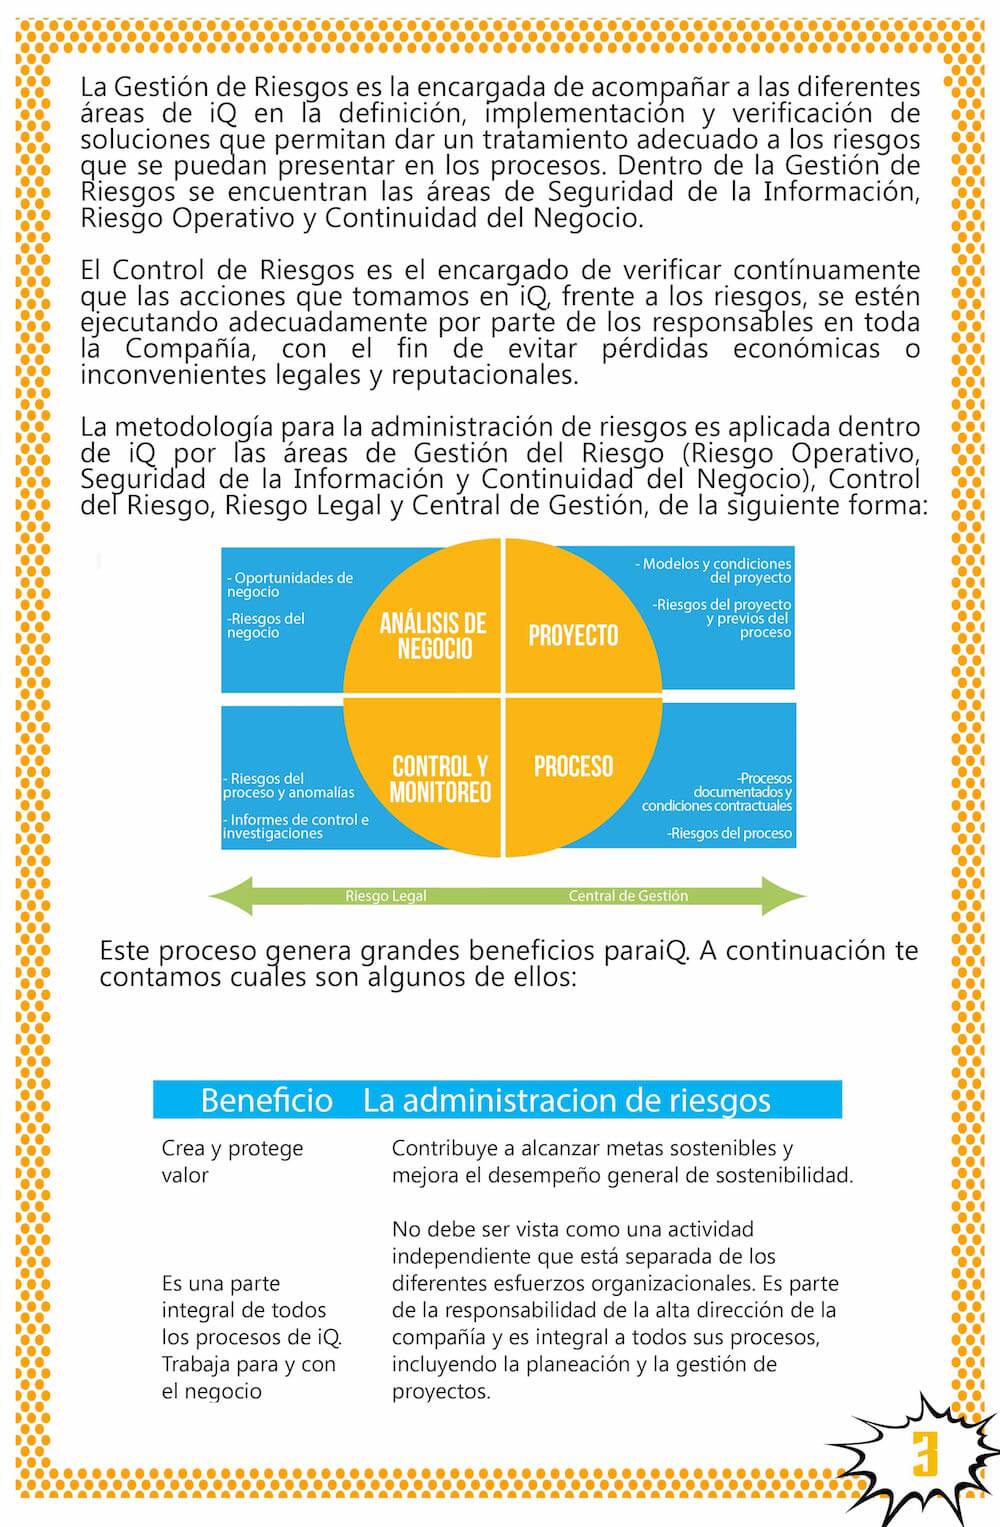 La Gestión de Riesgos es la encargada de acompañar a las diferentes
áreas de iQ en la definición, implementación y verificación de
soluciones que permitan dar un tratamiento adecuado a los riesgos
que se puedan presentar en los procesos. Dentro de la Gestión de
Riesgos se encuentran las áreas de Seguridad de la Información,
Riesgo Operativo y Continuidad del Negocio.
El Control de Riesgos es el encargado de verificar contínuamente
que las acciones que tomamos en iQ, frente a los riesgos, se estén
ejecutando adecuadamente por parte de los responsables en toda
la Compañía, con el fin de evitar pérdidas económicas o
inconvenientes legales y reputacionales.
La metodología para la administración de riesgos es aplicada dentro
de iQ por las áreas de Gestión del Riesgo (Riesgo Operativo,
Seguridad de la Información y Continuidad del Negocio), Control
del Riesgo, Riesgo Legal y Central de Gestión, de la siguiente forma:
- Oportunidades de
negocio
-Riesgos del
negocio
ANÁLISIS DE
NEGOCIO
PROYECTO
- Modelos y condiciones
del proyecto
-Riesgos del proyecto
y previos del
proceso
- Riesgos del
proceso y anomalías
- Informes de control e
investigaciones
CONTROL Y
MONITOREO
PROCESO
-Procesos
documentados y
condiciones contractuales
-Riesgos del proceso
Riesgo Legal
Central de Gestión
Este proceso genera grandes beneficios paraiQ. A continuación te
contamos cuales son algunos de ellos:
Beneficio La administracion de riesgos
Crea y protege
valor
Contribuye a alcanzar metas sostenibles y
mejora el desempeño general de sostenibilidad.
Es una parte
integral de todos
los procesos de iQ.
Trabaja para y con
el negocio
No debe ser vista como una actividad
independiente que está separada de los
diferentes esfuerzos organizacionales. Es parte
de la responsabilidad de la alta dirección de la
compañía y es integral a todos sus procesos,
incluyendo la planeación y la gestión de
proyectos.
3